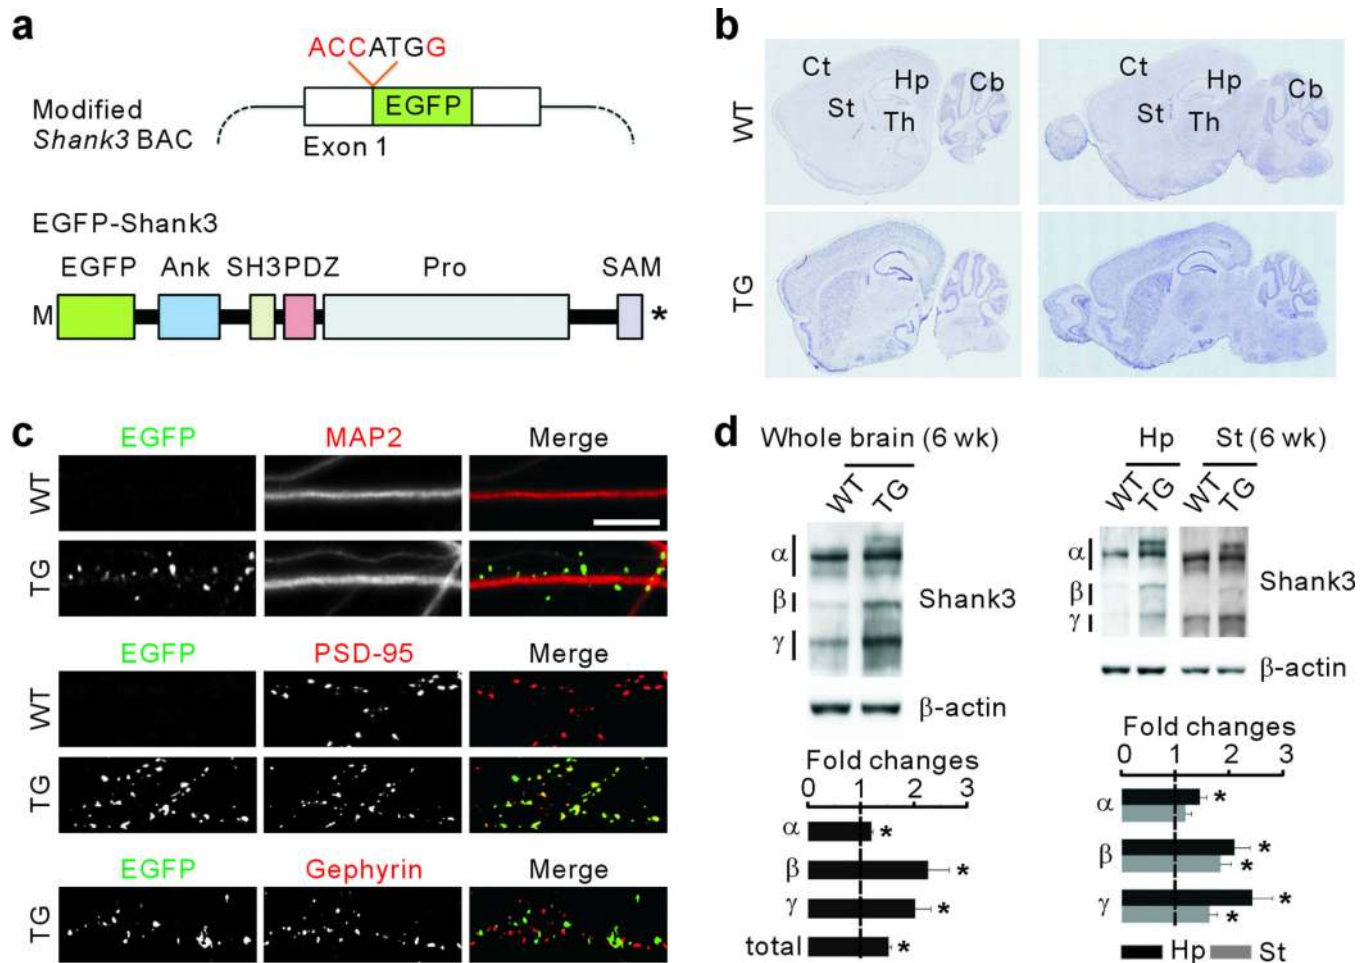 a
ACCATGG
Modified
Shank3 BAC
EGFP
Exon 1
EGFP-Shank3
EGFP Ank SH3 PDZ Pro SAM
M *
b
WT
Ct Hp Cb
St Th
Ct Hp Cb
St Th
TG
c
EGFP MAP2 Merge
WT
TG
EGFP PSD-95 Merge
WT
TG
EGFP Gephyrin Merge
TG
d
Whole brain (6 wk)
WT TG
α
β
γ
Shank3
β-actin
Fold changes
0 1 2 3
α *
β *
γ *
total *
Hp St (6 wk)
WT TG WT TG
α
β
γ
Shank3
β-actin
Fold changes
0 1 2 3
α *
β *
*
γ *
*
Hp St